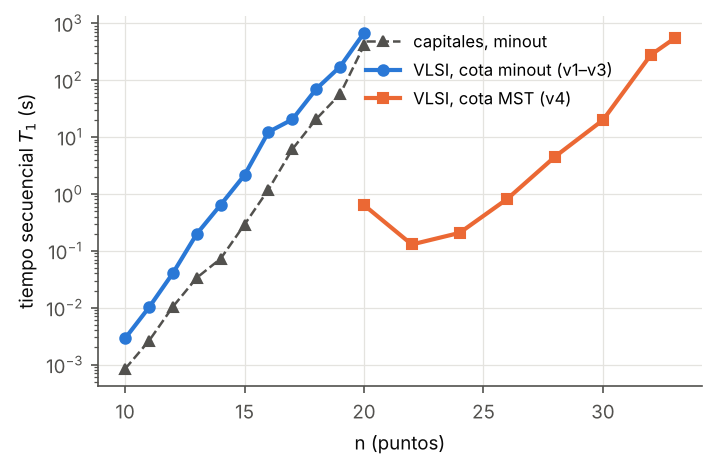 10³
10²
10¹
10⁰
10⁻¹
10⁻²
10⁻³
tiempo secuencial T₁ (s)
capitales, minout
VLSI, cota minout (v1–v3)
VLSI, cota MST (v4)
10 15 20 25 30
n (puntos)